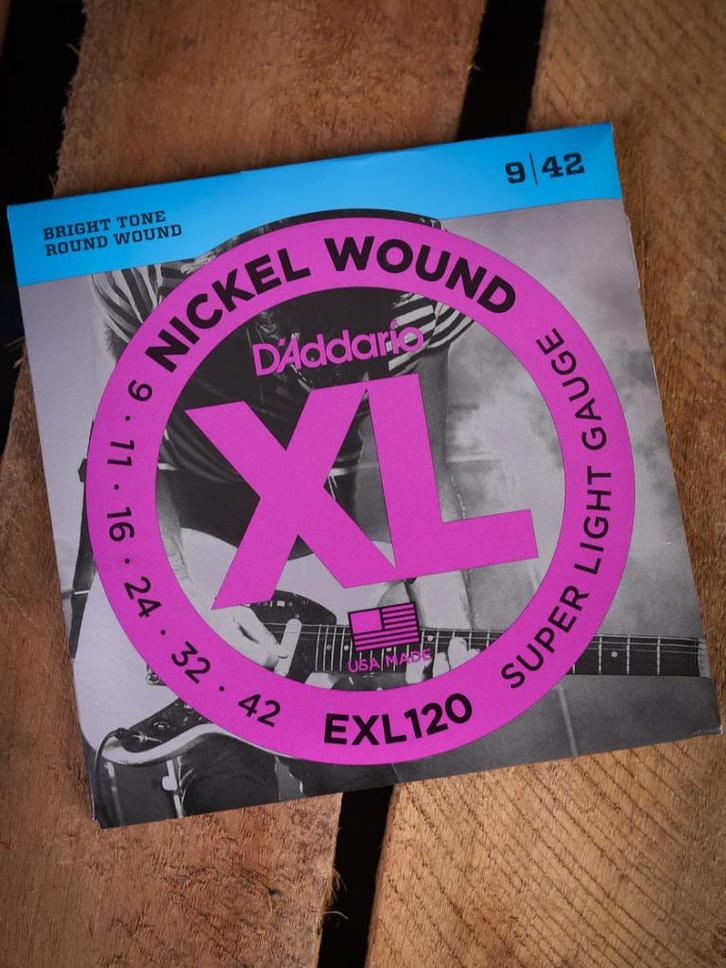 BRIGHT TONE
ROUND WOUND
9|42
NICKEL WOUND
D'Addario
XL
USA MADE
9 · 11 · 16 · 24 · 32 · 42
EXL120
SUPER LIGHT GAUGE